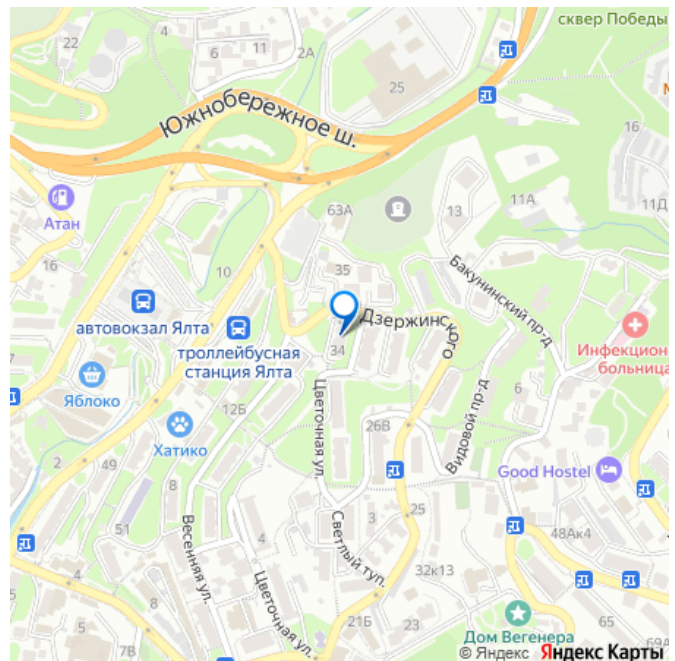 сквер Победы
22
6
11
2А
25
Южнобережное ш.
16
11А
11Д
63А
13
Атан
16
10
35
Бакунинский пр-д
автовокзал Ялта
Дзержинского
троллейбусная
станция Ялта
34
Инфекцион
больница
Яблоко
12Б
Цветочная ул.
6
26В
Видовой пр-д
Хатико
2
49
8
Good Hostel
51
Весенняя ул.
4
Светлый туп.
3
25
48Ак4
4
5
Цветочная ул.
32к13
7В
8
Дом Вегенера
65
69А
© Яндекс Яндекс Карты